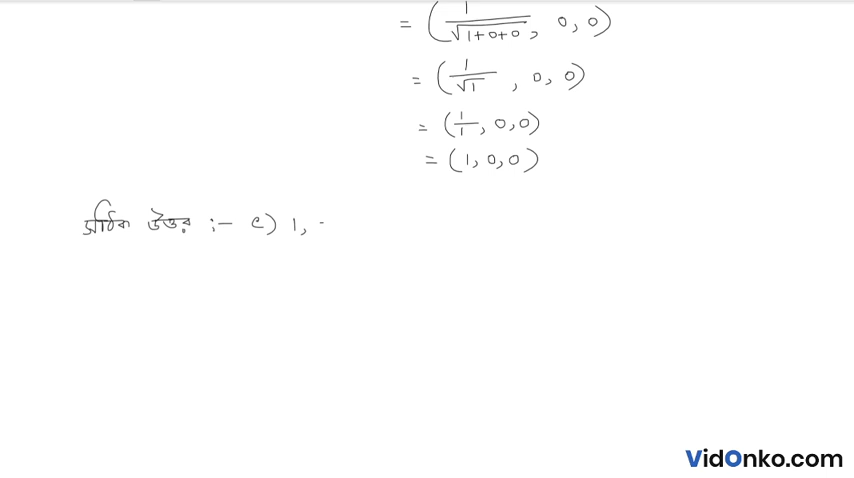 = (1/√(1+0+0), 0, 0)
= (1/√1, 0, 0)
= (1/1, 0, 0)
= (1, 0, 0)
সঠিক উত্তর :- c) 1,
VidOnko.com